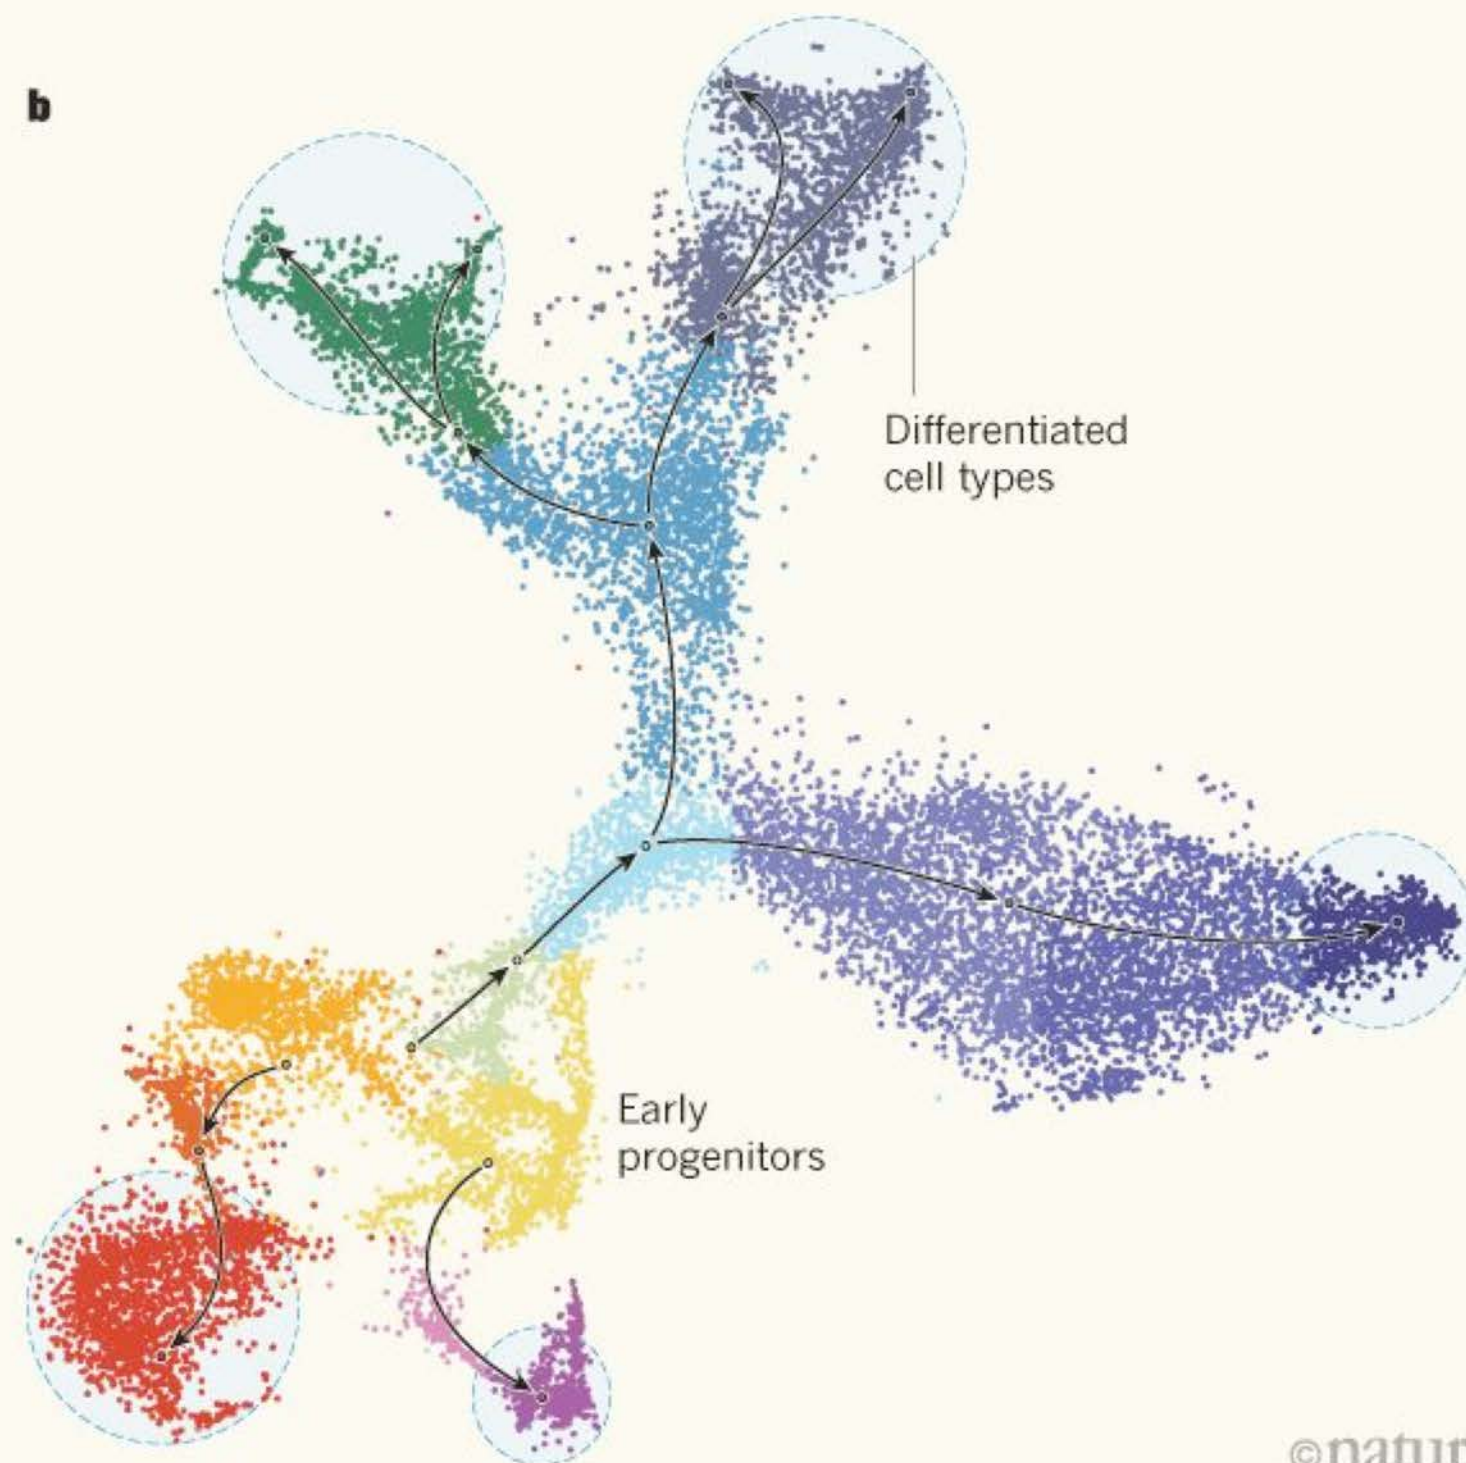 b
Differentiated
cell types
Early
progenitors